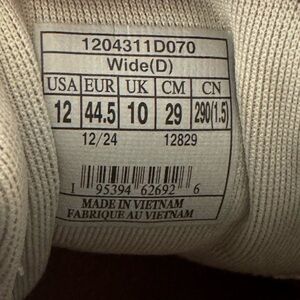 1204311D070
Wide(D)
USA EUR UK CM CN
12 44.5 10 29 290(1.5)
12/24 12829
1 95394 62692 6
MADE IN VIETNAM
FABRIQUE AU VIETNAM